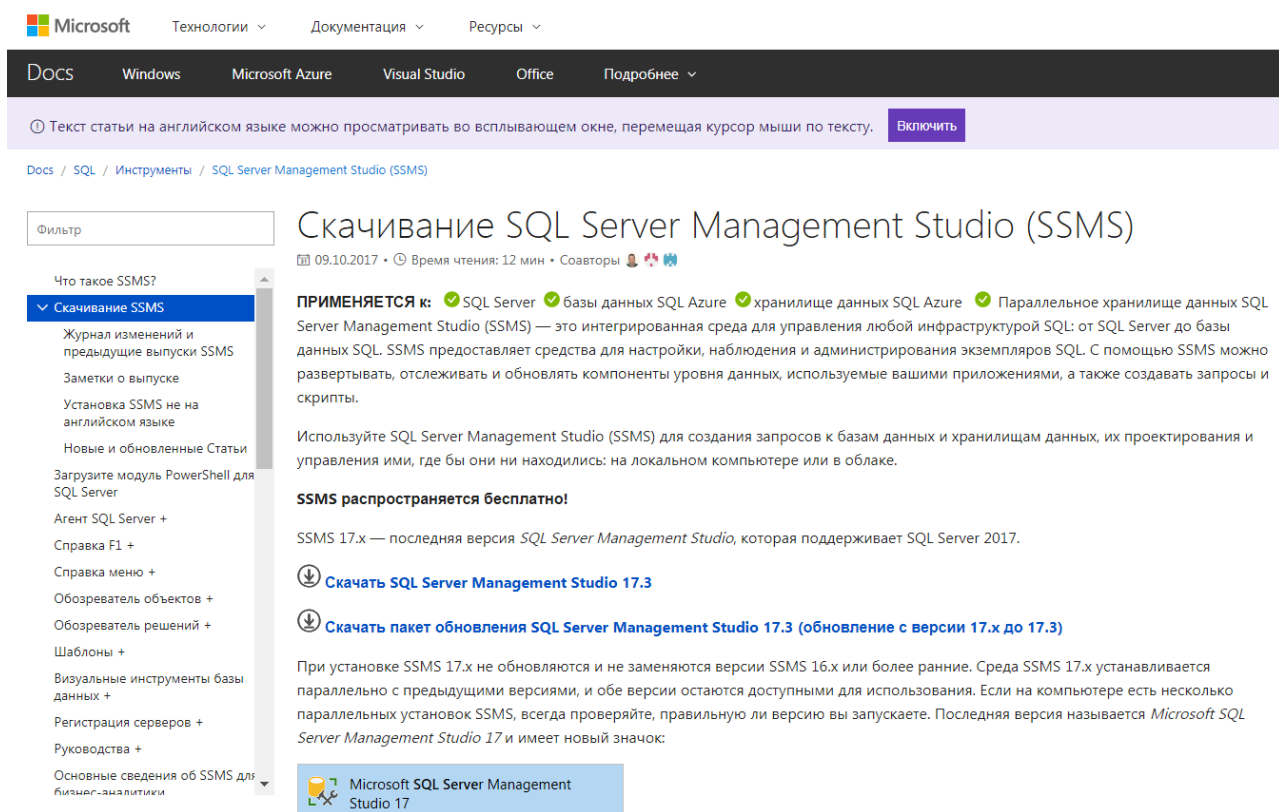 Microsoft Технологии Документация Ресурсы
Docs Windows Microsoft Azure Visual Studio Office Подробнее
Текст статьи на английском языке можно просматривать во всплывающем окне, перемещая курсор мыши по тексту. Включить
Docs / SQL / Инструменты / SQL Server Management Studio (SSMS)
Фильтр
Что такое SSMS?
Скачивание SSMS
Журнал изменений и
предыдущие выпуски SSMS
Заметки о выпуске
Установка SSMS не на
английском языке
Новые и обновленные Статьи
Загрузите модуль PowerShell для
SQL Server
Агент SQL Server +
Справка F1 +
Справка меню +
Обозреватель объектов +
Обозреватель решений +
Шаблоны +
Визуальные инструменты базы
данных +
Регистрация серверов +
Руководства +
Основные сведения об SSMS для
бизнес-аналитики
Скачивание SQL Server Management Studio (SSMS)
09.10.2017 • Время чтения: 12 мин • Соавторы
ПРИМЕНЯЕТСЯ к: SQL Server базы данных SQL Azure хранилище данных SQL Azure Параллельное хранилище данных SQL
Server Management Studio (SSMS) — это интегрированная среда для управления любой инфраструктурой SQL: от SQL Server до базы
данных SQL. SSMS предоставляет средства для настройки, наблюдения и администрирования экземпляров SQL. С помощью SSMS можно
развертывать, отслеживать и обновлять компоненты уровня данных, используемые вашими приложениями, а также создавать запросы и
скрипты.
Используйте SQL Server Management Studio (SSMS) для создания запросов к базам данных и хранилищам данных, их проектирования и
управления ими, где бы они ни находились: на локальном компьютере или в облаке.
SSMS распространяется бесплатно!
SSMS 17.x — последняя версия SQL Server Management Studio, которая поддерживает SQL Server 2017.
Скачать SQL Server Management Studio 17.3
Скачать пакет обновления SQL Server Management Studio 17.3 (обновление с версии 17.x до 17.3)
При установке SSMS 17.x не обновляются и не заменяются версии SSMS 16.x или более ранние. Среда SSMS 17.x устанавливается
параллельно с предыдущими версиями, и обе версии остаются доступными для использования. Если на компьютере есть несколько
параллельных установок SSMS, всегда проверяйте, правильную ли версию вы запускаете. Последняя версия называется Microsoft SQL
Server Management Studio 17 и имеет новый значок:
Microsoft SQL Server Management
Studio 17